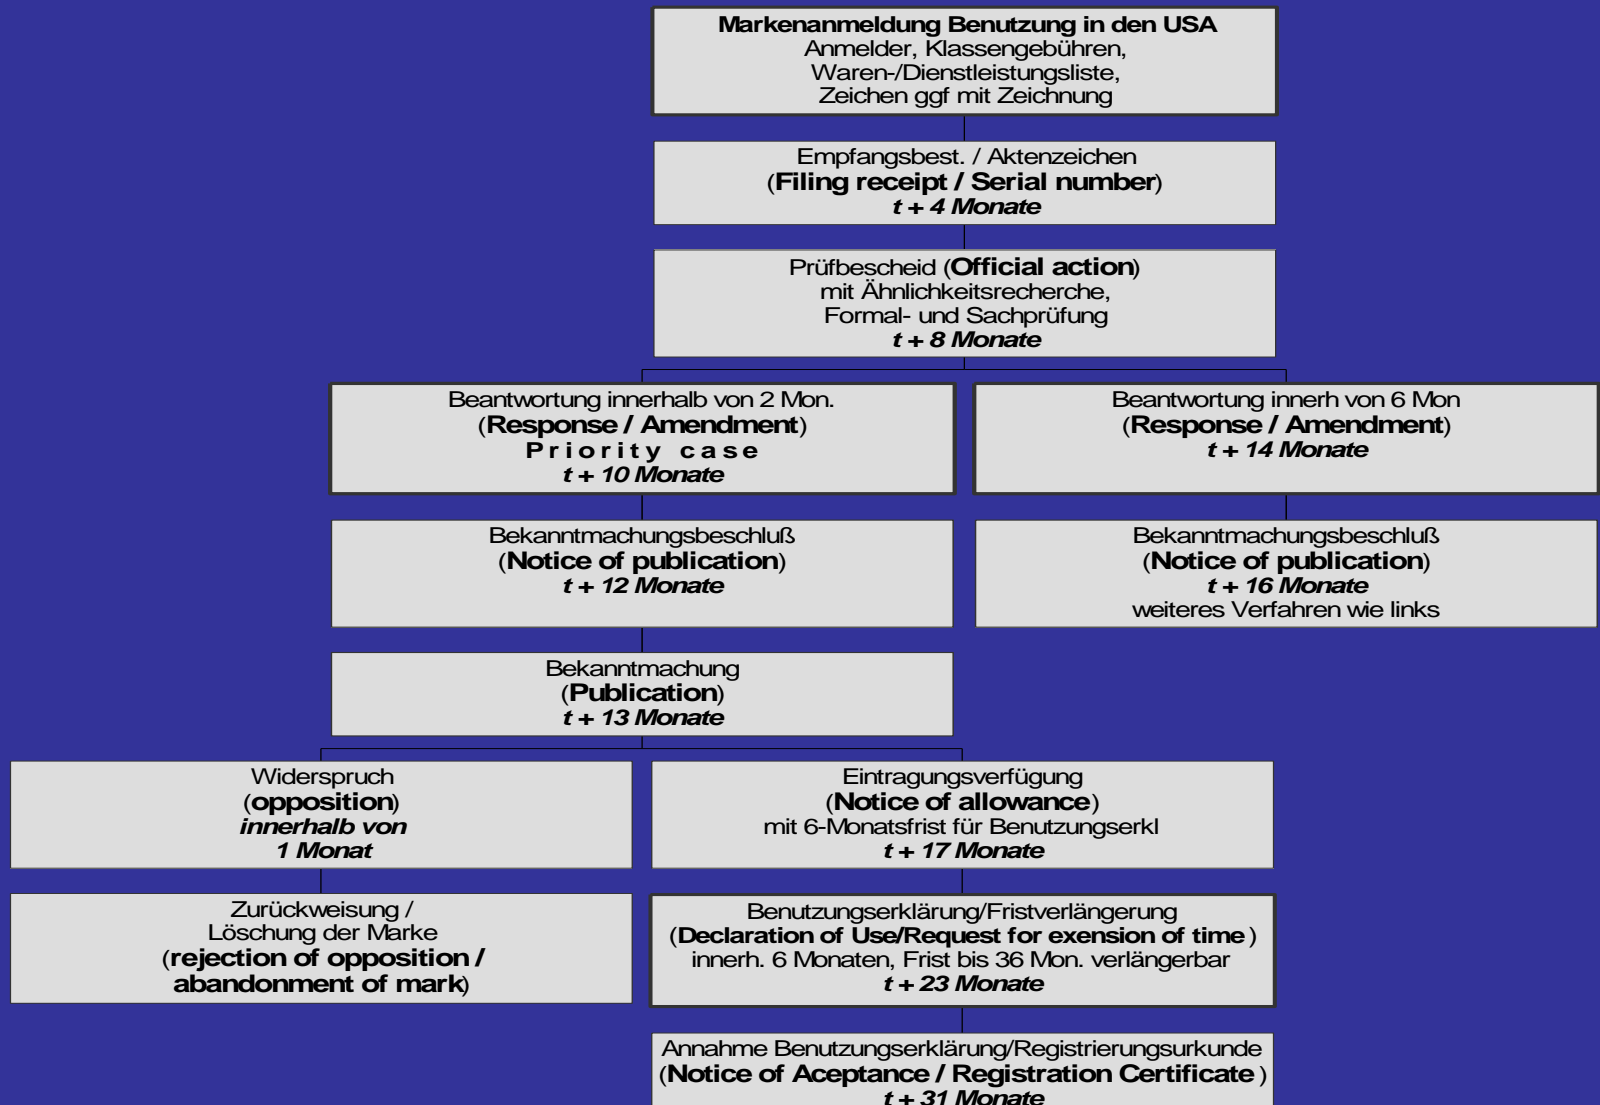 Markenanmeldung Benutzung in den USA
Anmelder, Klassengebühren,
Waren-/Dienstleistungsliste,
Zeichen ggf mit Zeichnung
Empfangsbest. / Aktenzeichen
(Filing receipt / Serial number)
t + 4 Monate
Prüfbescheid (Official action)
mit Ähnlichkeitsrecherche,
Formal- und Sachprüfung
t + 8 Monate
Beantwortung innerhalb von 2 Mon.
(Response / Amendment)
Priority case
t + 10 Monate
Beantwortung innerh von 6 Mon
(Response / Amendment)
t + 14 Monate
Bekanntmachungsbeschluß
(Notice of publication)
t + 12 Monate
Bekanntmachungsbeschluß
(Notice of publication)
t + 16 Monate
weiteres Verfahren wie links
Bekanntmachung
(Publication)
t + 13 Monate
Widerspruch
(opposition)
innerhalb von
1 Monat
Eintragungsverfügung
(Notice of allowance)
mit 6-Monatsfrist für Benutzungserkl
t + 17 Monate
Zurückweisung /
Löschung der Marke
(rejection of opposition /
abandonment of mark)
Benutzungserklärung/Fristverlängerung
(Declaration of Use/Request for exension of time)
innerh. 6 Monaten, Frist bis 36 Mon. verlängerbar
t + 23 Monate
Annahme Benutzungserklärung/Registrierungsurkunde
(Notice of Aceptance / Registration Certificate)
t + 31 Monate